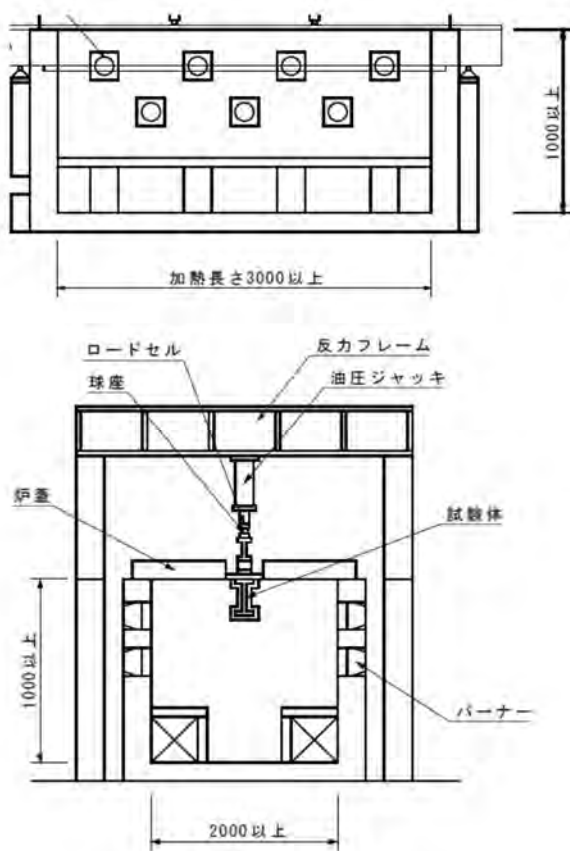 1000以上
加熱長さ3000以上
ロードセル
反力フレーム
球座
油圧ジャッキ
炉蓋
試験体
1000以上
バーナー
2000以上